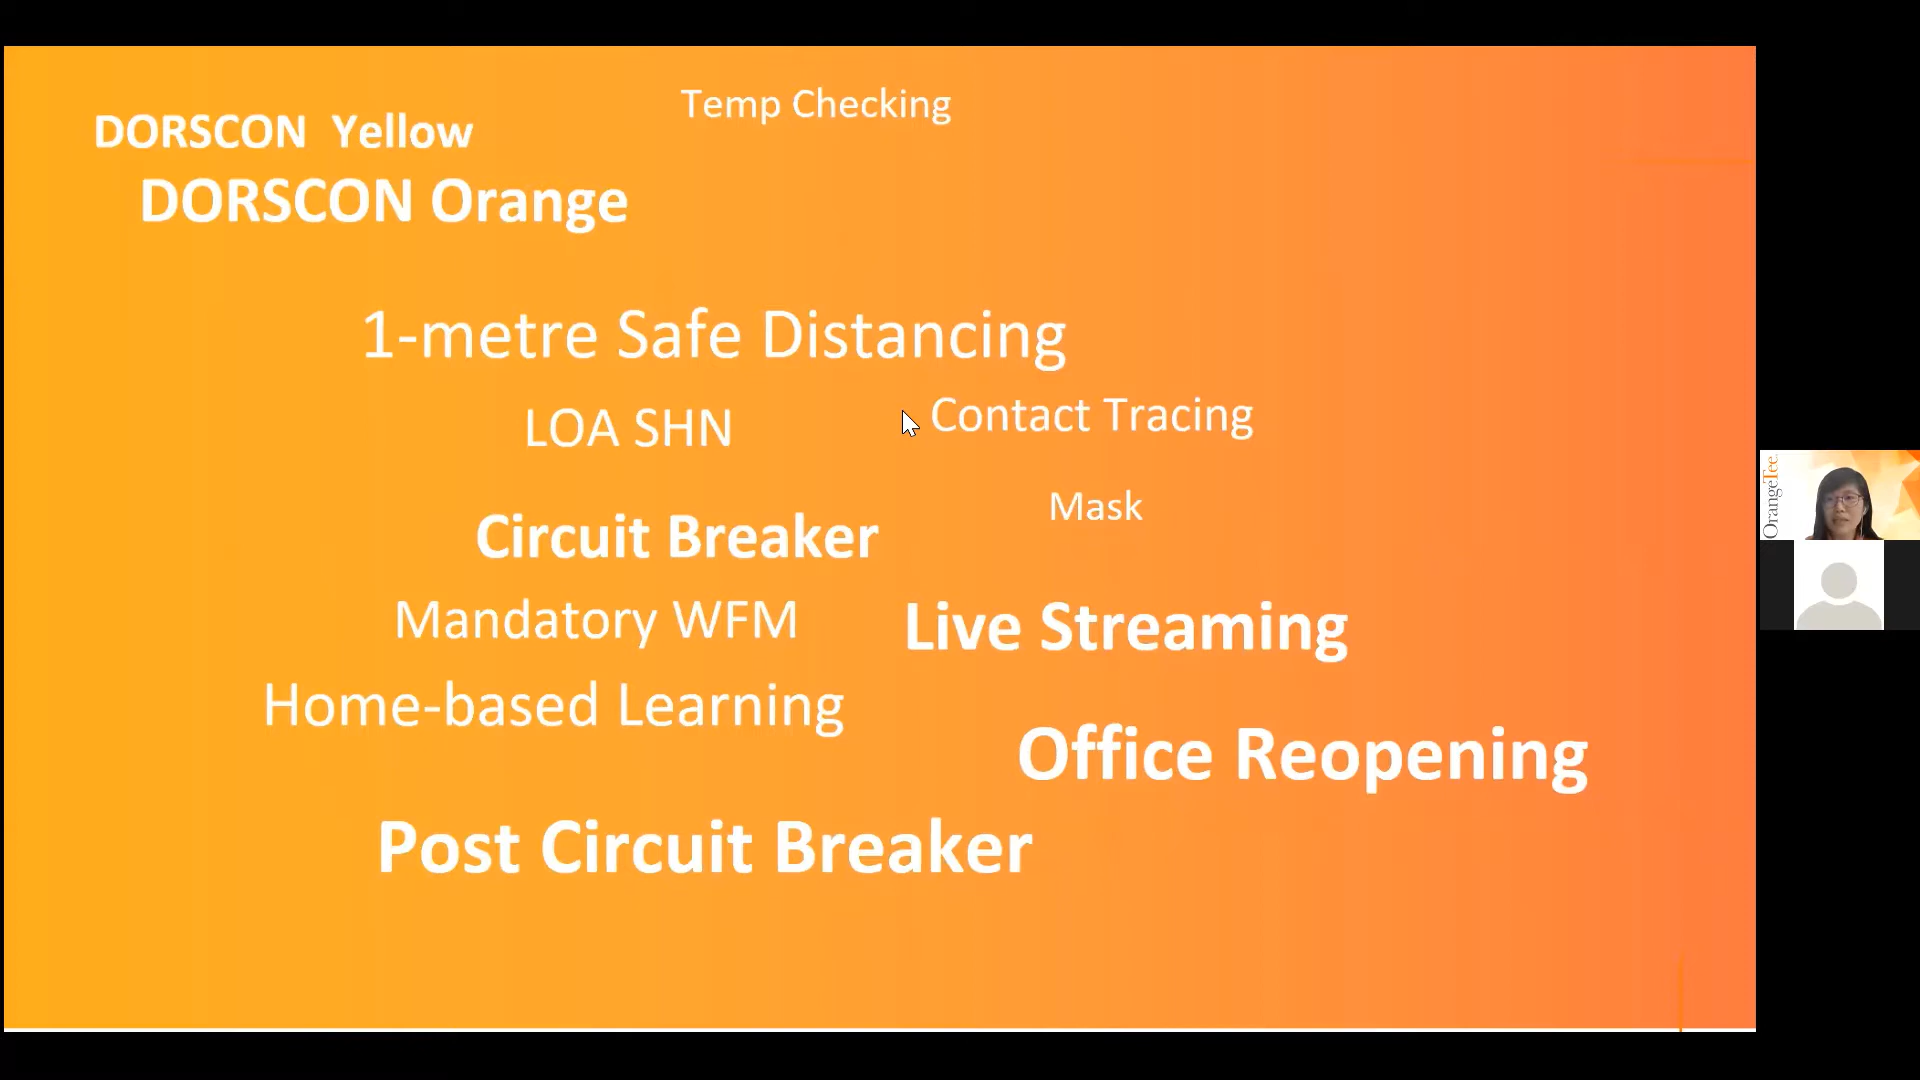 Temp Checking
DORSCON Yellow
DORSCON Orange
1-metre Safe Distancing
LOA SHN
Contact Tracing
Mask
Circuit Breaker
Mandatory WFM
Live Streaming
Home-based Learning
Office Reopening
Post Circuit Breaker
OrangeTee